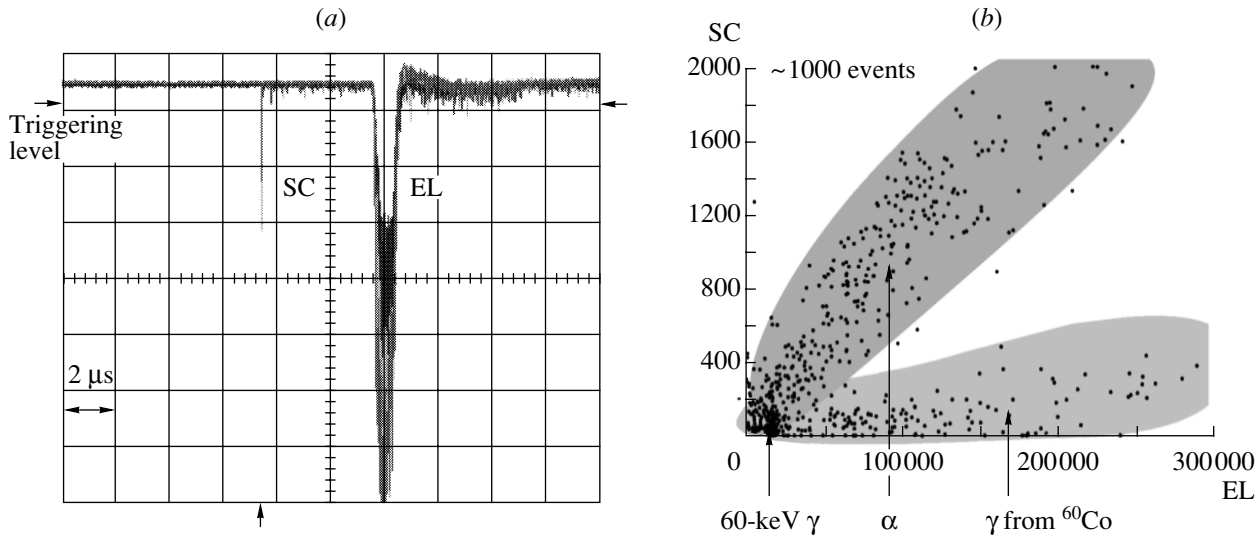 (a)
Triggering
level
SC
EL
2 μs
(b)
SC
2000
~1000 events
1600
1200
800
400
0
100000
200000
300000
EL
60-keV γ
α
γ from ⁶⁰Co